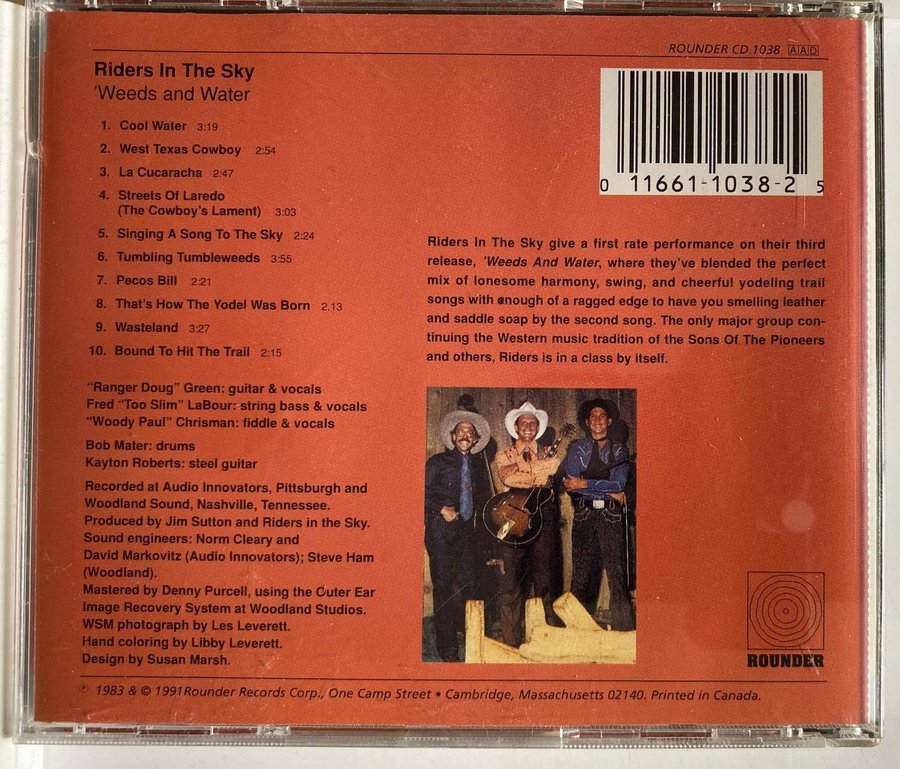 ROUNDER CD 1038 AAD
Riders In The Sky
'Weeds and Water
1. Cool Water 3:19
2. West Texas Cowboy 2:54
3. La Cucaracha 2:47
4. Streets Of Laredo
(The Cowboy's Lament) 3:03
5. Singing A Song To The Sky 2:24
6. Tumbling Tumbleweeds 3:55
7. Pecos Bill 2:21
8. That's How The Yodel Was Born 2.13
9. Wasteland 3:27
10. Bound To Hit The Trail 2:15
"Ranger Doug" Green: guitar & vocals
Fred "Too Slim" LaBour: string bass & vocals
"Woody Paul" Chrisman: fiddle & vocals
Bob Mater: drums
Kayton Roberts: steel guitar
Recorded at Audio Innovators, Pittsburgh and
Woodland Sound, Nashville, Tennessee.
Produced by Jim Sutton and Riders in the Sky.
Sound engineers: Norm Cleary and
David Markovitz (Audio Innovators); Steve Ham
(Woodland).
Mastered by Denny Purcell, using the Outer Ear
Image Recovery System at Woodland Studios.
WSM photograph by Les Leverett.
Hand coloring by Libby Leverett.
Design by Susan Marsh.
0 11661-1038-2 5
Riders In The Sky give a first rate performance on their third
release, 'Weeds And Water, where they've blended the perfect
mix of lonesome harmony, swing, and cheerful yodeling trail
songs with enough of a ragged edge to have you smelling leather
and saddle soap by the second song. The only major group con-
tinuing the Western music tradition of the Sons Of The Pioneers
and others, Riders is in a class by itself.
ROUNDER
℗ 1983 & © 1991Rounder Records Corp., One Camp Street • Cambridge, Massachusetts 02140. Printed in Canada.